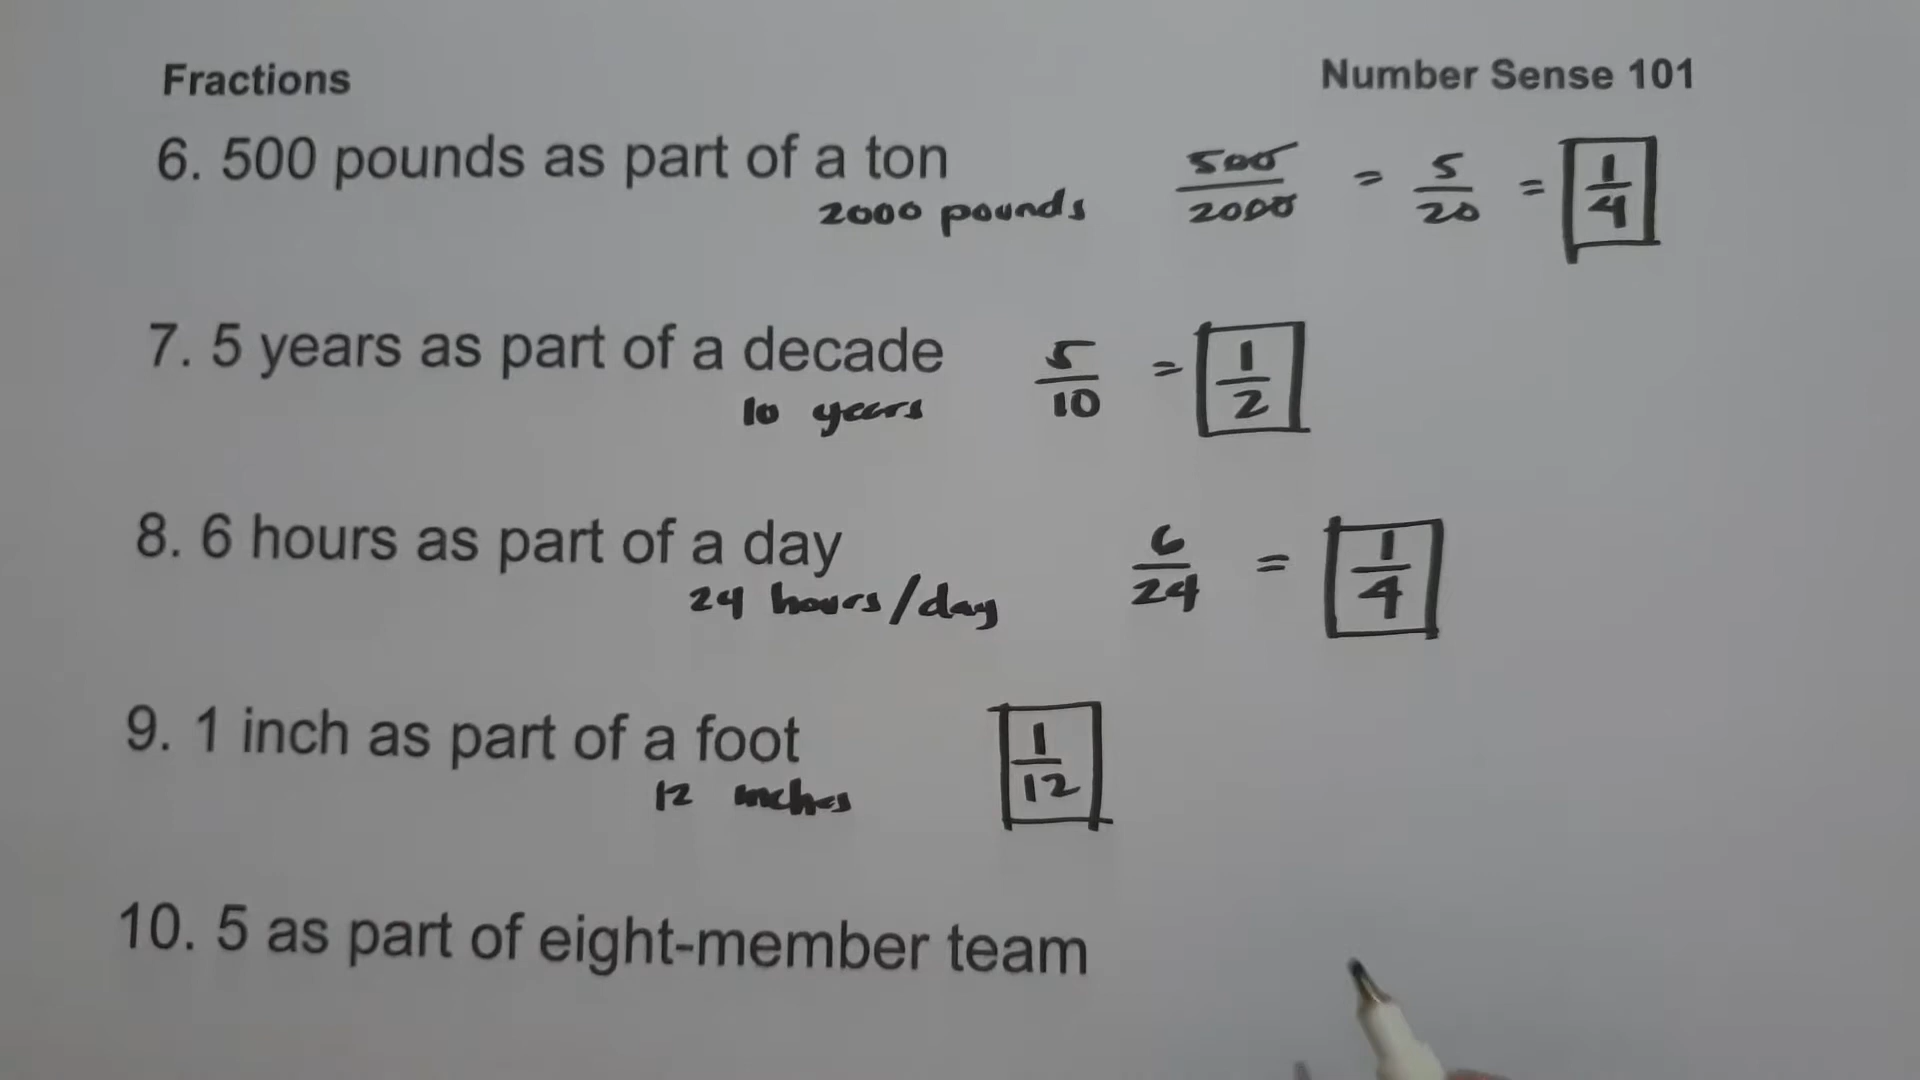 Fractions Number Sense 101
6. 500 pounds as part of a ton 500/2000 = 5/20 = 1/4
2000 pounds
7. 5 years as part of a decade 5/10 = 1/2
10 years
8. 6 hours as part of a day 6/24 = 1/4
24 hours/day
9. 1 inch as part of a foot 1/12
12 inches
10. 5 as part of eight-member team